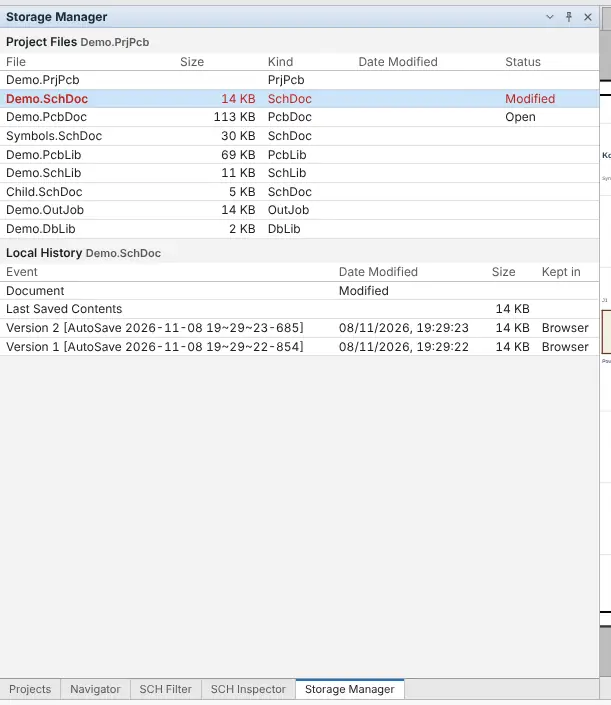 Storage Manager
Project Files Demo.PrjPcb
File Size Kind Date Modified Status
Demo.PrjPcb PrjPcb
Demo.SchDoc 14 KB SchDoc Modified
Demo.PcbDoc 113 KB PcbDoc Open
Symbols.SchDoc 30 KB SchDoc
Demo.PcbLib 69 KB PcbLib
Demo.SchLib 11 KB SchLib
Child.SchDoc 5 KB SchDoc
Demo.OutJob 14 KB OutJob
Demo.DbLib 2 KB DbLib
Local History Demo.SchDoc
Event Date Modified Size Kept in
Document Modified
Last Saved Contents 14 KB
Version 2 [AutoSave 2026-11-08 19~29~23-685] 08/11/2026, 19:29:23 14 KB Browser
Version 1 [AutoSave 2026-11-08 19~29~22-854] 08/11/2026, 19:29:22 14 KB Browser
J1
Projects Navigator SCH Filter SCH Inspector Storage Manager